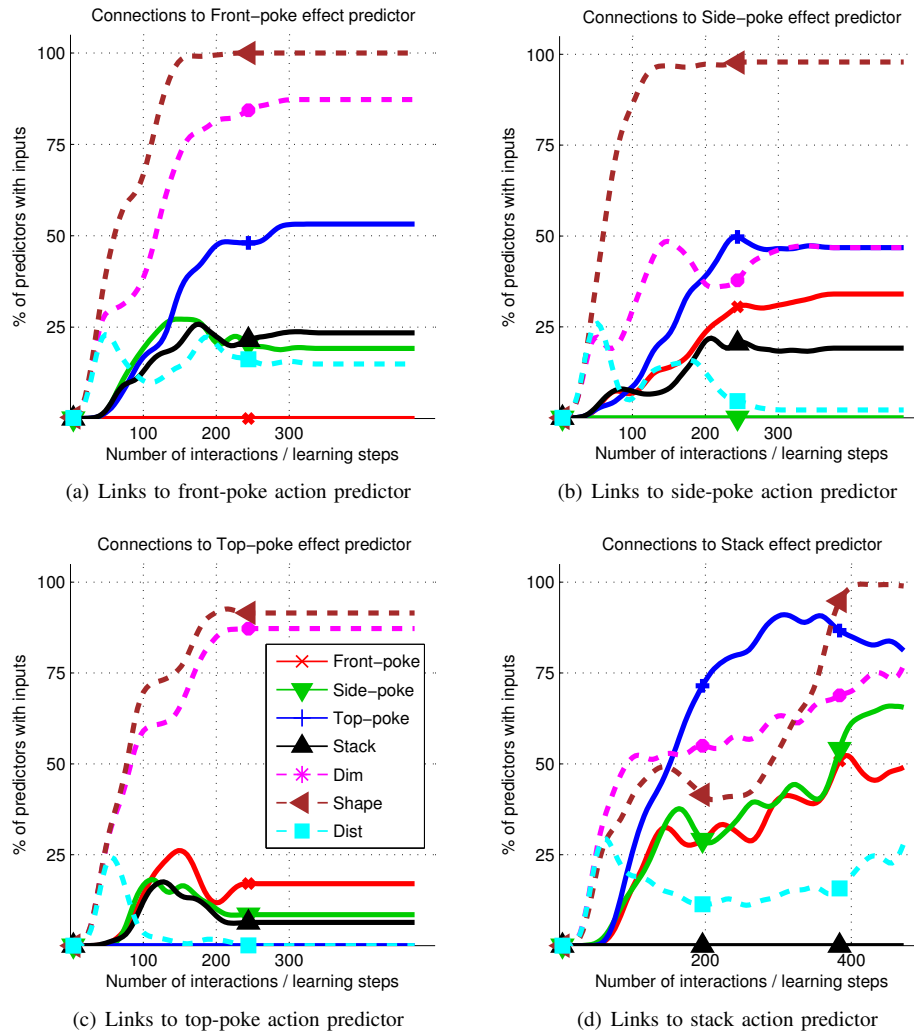 Connections to Front−poke effect predictor
100
75
50
25
% of predictors with inputs
100 200 300
Number of interactions / learning steps
(a) Links to front-poke action predictor
Connections to Side−poke effect predictor
100
75
50
25
% of predictors with inputs
100 200 300
Number of interactions / learning steps
(b) Links to side-poke action predictor
Connections to Top−poke effect predictor
100
75
50
25
% of predictors with inputs
Front−poke
Side−poke
Top−poke
Stack
Dim
Shape
Dist
100 200 300
Number of interactions / learning steps
(c) Links to top-poke action predictor
Connections to Stack effect predictor
100
75
50
25
% of predictors with inputs
200 400
Number of interactions / learning steps
(d) Links to stack action predictor